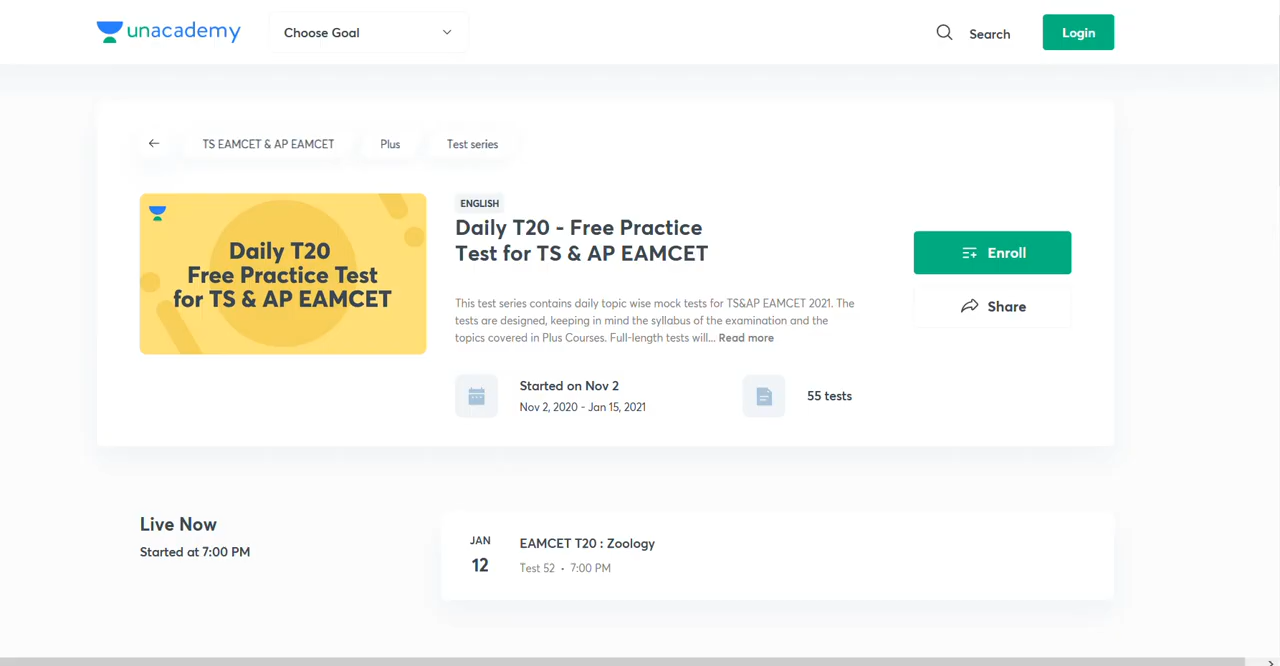 unacademy
Choose Goal
Search
Login
TS EAMCET & AP EAMCET
Plus
Test series
Daily T20
Free Practice Test
for TS & AP EAMCET
ENGLISH
Daily T20 - Free Practice
Test for TS & AP EAMCET
Enroll
Share
This test series contains daily topic wise mock tests for TS&AP EAMCET 2021. The
tests are designed, keeping in mind the syllabus of the examination and the
topics covered in Plus Courses. Full-length tests will... Read more
Started on Nov 2
Nov 2, 2020 - Jan 15, 2021
55 tests
Live Now
Started at 7:00 PM
JAN
12
EAMCET T20 : Zoology
Test 52 • 7:00 PM